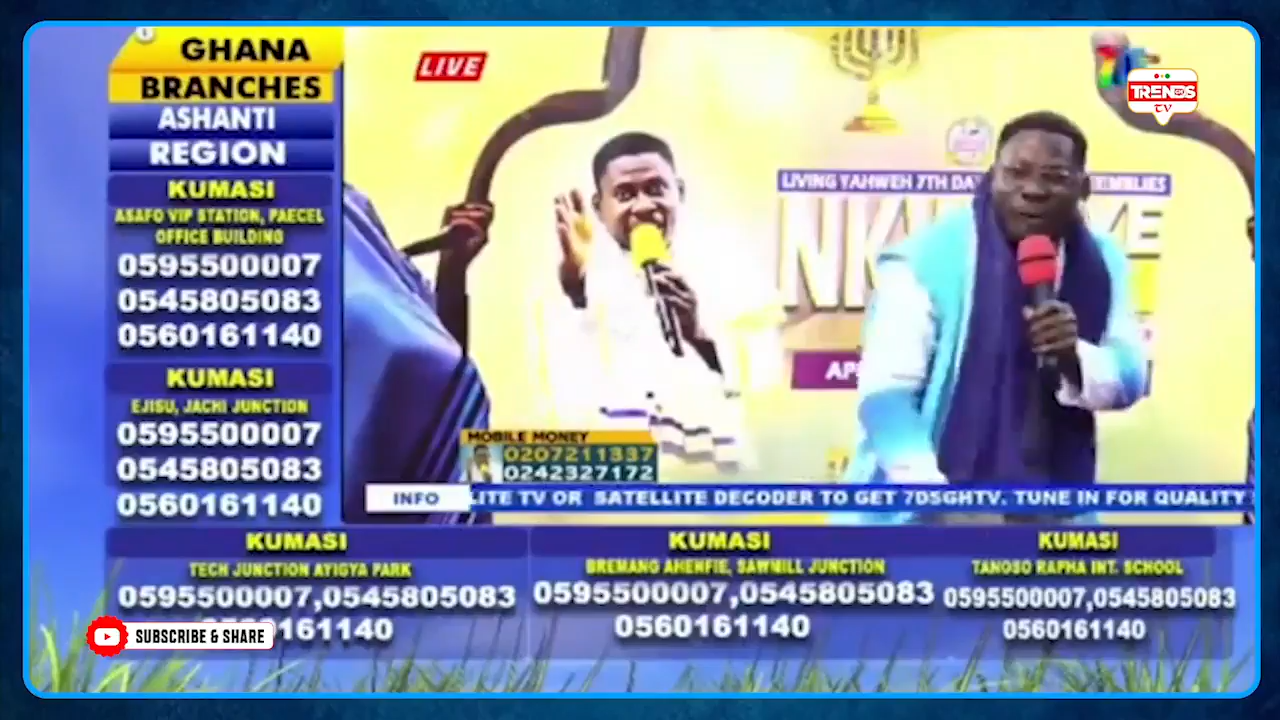 GHANA
BRANCHES
ASHANTI
REGION
KUMASI
ASAFO VIP STATION, PAECEL
OFFICE BUILDING
0595500007
0545805083
0560161140
KUMASI
EJISU, JACHI JUNCTION
0595500007
0545805083
0560161140
LIVE
TRENDS
TV
LIVING YAHWEH 7TH DA
EMBLIES
MOBILE MONEY
0207211337
0242327172
INFO
LITE TV OR SATELLITE DECODER TO GET 7DSGHTV. TUNE IN FOR QUALITY
KUMASI
TECH JUNCTION AYIGYA PARK
0595500007,0545805083
161140
KUMASI
BREMANG AHENFIE, SAWMILL JUNCTION
0595500007,0545805083
0560161140
KUMASI
TANOSO RAPHA INT. SCHOOL
0595500007,0545805083
0560161140
SUBSCRIBE & SHARE